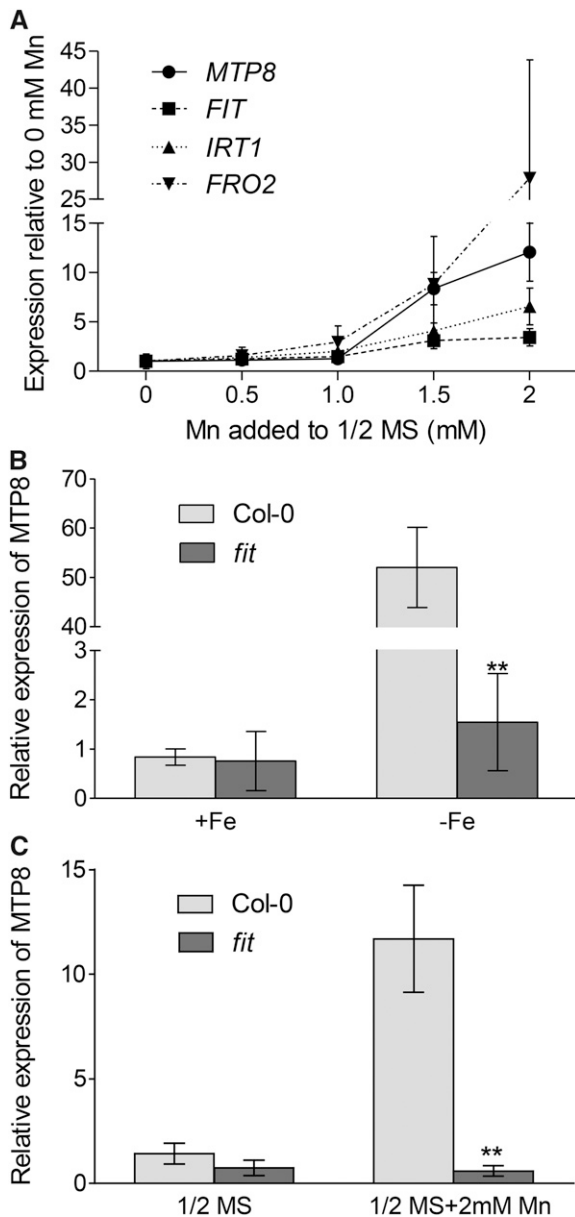 A
Expression relative to 0 mM Mn
45
40
35
30
25
15
10
5
0
MTP8
FIT
IRT1
FRO2
0 0.5 1.0 1.5 2
Mn added to 1/2 MS (mM)
B
Relative expression of MTP8
70
60
50
40
3
2
1
0
Col-0
fit
**
+Fe -Fe
C
Relative expression of MTP8
15
10
5
0
Col-0
fit
**
1/2 MS 1/2 MS+2mM Mn